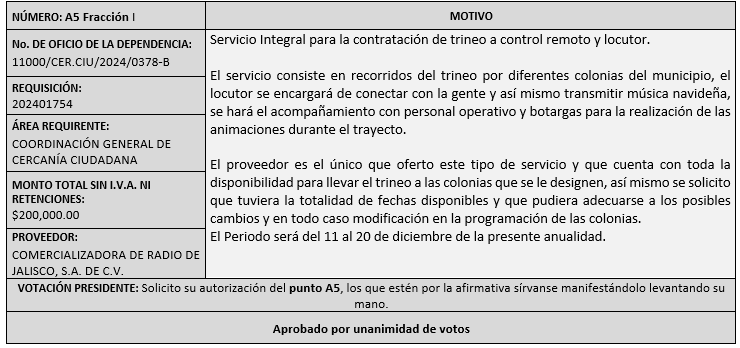 NÚMERO: A5 Fracción I
No. DE OFICIO DE LA DEPENDENCIA:
11000/CER.CIU/2024/0378-B
REQUISICIÓN:
202401754
ÁREA REQUIRENTE:
COORDINACIÓN GENERAL DE
CERCANÍA CIUDADANA
MONTO TOTAL SIN I.V.A. NI
RETENCIONES:
$200,000.00
PROVEEDOR:
COMERCIALIZADORA DE RADIO DE
JALISCO, S.A. DE C.V.
MOTIVO
Servicio Integral para la contratación de trineo a control remoto y locutor.
El servicio consiste en recorridos del trineo por diferentes colonias del municipio, el
locutor se encargará de conectar con la gente y así mismo transmitir música navideña,
se hará el acompañamiento con personal operativo y botargas para la realización de las
animaciones durante el trayecto.
El proveedor es el único que oferto este tipo de servicio y que cuenta con toda la
disponibilidad para llevar el trineo a las colonias que se le designen, así mismo se solicito
que tuviera la totalidad de fechas disponibles y que pudiera adecuarse a los posibles
cambios y en todo caso modificación en la programación de las colonias.
El Periodo será del 11 al 20 de diciembre de la presente anualidad.
VOTACIÓN PRESIDENTE: Solicito su autorización del punto A5, los que estén por la afirmativa sírvanse manifestándolo levantando su
mano.
Aprobado por unanimidad de votos